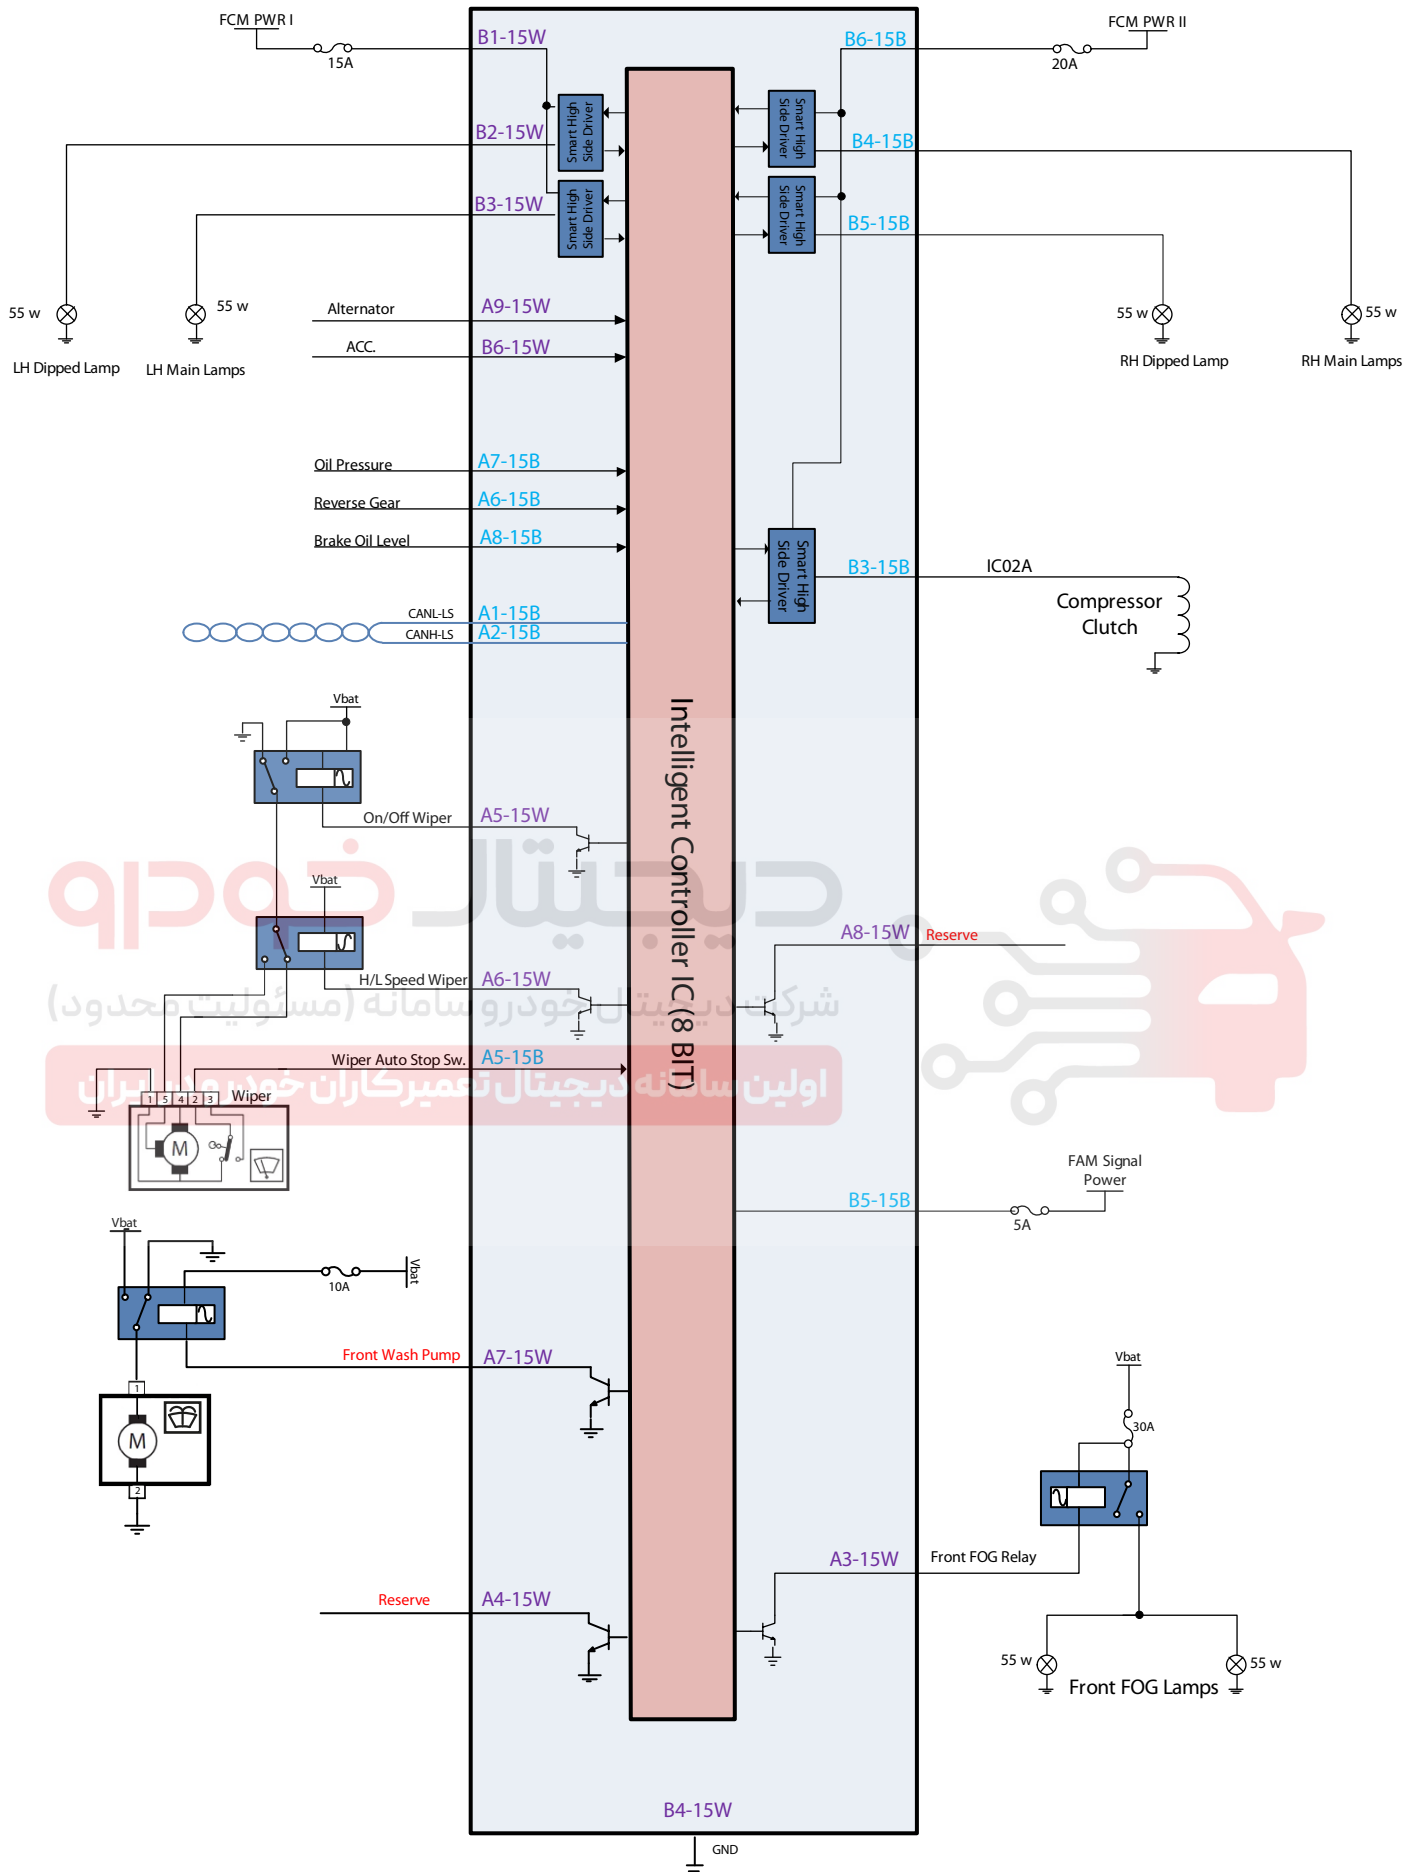 FCM PWR I
15A
B1-15W
B6-15B
FCM PWR II
20A
Smart High
Side Driver
Smart High
Side Driver
B2-15W
B4-15B
Smart High
Side Driver
Smart High
Side Driver
B3-15W
B5-15B
55 w
LH Dipped Lamp
55 w
LH Main Lamps
55 w
RH Dipped Lamp
55 w
RH Main Lamps
Alternator
A9-15W
ACC.
B6-15W
Oil Pressure
A7-15B
Reverse Gear
A6-15B
Brake Oil Level
A8-15B
Smart High
Side Driver
B3-15B
IC02A
Compressor
Clutch
CANL-LS
A1-15B
CANH-LS
A2-15B
Intelligent Controller IC (8 BIT)
Vbat
On/Off Wiper
A5-15W
دیجیتال خودرو
Vbat
A8-15W
Reserve
H/L Speed Wiper
A6-15W
شرکت دیجیتال خودرو سامانه (مسئولیت محدود)
Wiper Auto Stop Sw.
A5-15B
اولین سامانه دیجیتال تعمیرکاران خودرو در ایران
1 5 4 2 3
Wiper
M
FAM Signal
Power
B5-15B
5A
Vbat
10A
Vbat
Front Wash Pump
A7-15W
1
M
2
Vbat
30A
A3-15W
Front FOG Relay
Reserve
A4-15W
55 w
55 w
Front FOG Lamps
B4-15W
GND